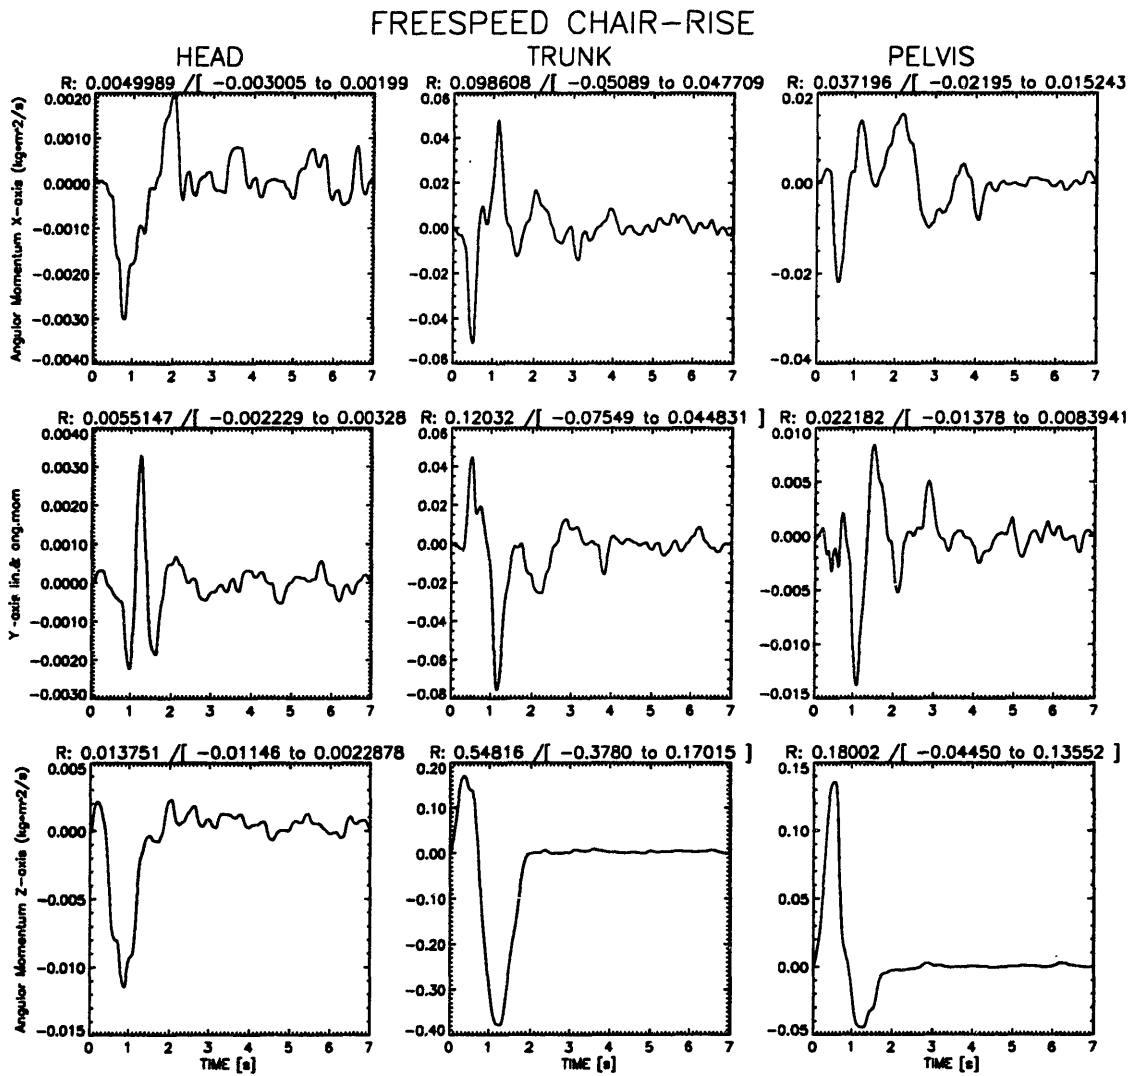 FREESPEED CHAIR-RISE
HEAD TRUNK PELVIS
R: 0.0049989 /[ -0.003005 to 0.00199 R: 0.098608 /[ -0.05089 to 0.047709 R: 0.037196 /[ -0.02195 to 0.015243
Angular Momentum X-axis (kg*m^2/s)
0.0020
0.0010
0.0000
-0.0010
-0.0020
-0.0030
-0.0040
0 1 2 3 4 5 6 7
0.06
0.04
0.02
0.00
-0.02
-0.04
-0.06
0 1 2 3 4 5 6 7
0.02
0.00
-0.02
-0.04
0 1 2 3 4 5 6 7
R: 0.0055147 /[ -0.002229 to 0.00328 R: 0.12032 /[ -0.07549 to 0.044831 ] R: 0.022182 /[ -0.01378 to 0.0083941
Y-axis lin.& ang.mom
0.0040
0.0030
0.0020
0.0010
0.0000
-0.0010
-0.0020
-0.0030
0 1 2 3 4 5 6 7
0.06
0.04
0.02
0.00
-0.02
-0.04
-0.06
-0.08
0 1 2 3 4 5 6 7
0.010
0.005
0.000
-0.005
-0.010
-0.015
0 1 2 3 4 5 6 7
R: 0.013751 /[ -0.01146 to 0.0022878 R: 0.54816 /[ -0.3780 to 0.17015 ] R: 0.18002 /[ -0.04450 to 0.13552 ]
Angular Momentum Z-axis (kg*m^2/s)
0.005
0.000
-0.005
-0.010
-0.015
0 1 2 3 4 5 6 7
TIME [s]
0.20
0.10
0.00
-0.10
-0.20
-0.30
-0.40
0 1 2 3 4 5 6 7
TIME [s]
0.15
0.10
0.05
0.00
-0.05
0 1 2 3 4 5 6 7
TIME [s]